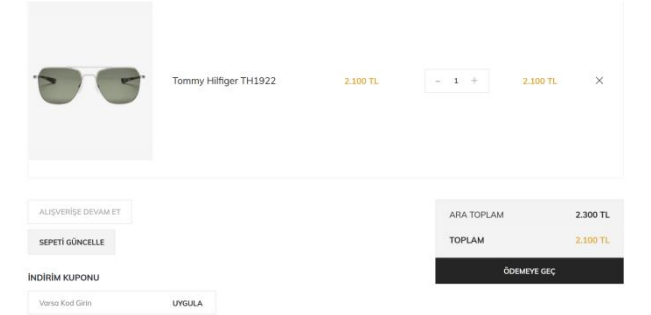 Tommy Hilfiger TH1922 2.100 TL - 1 + 2.100 TL ×
ALIŞVERİŞE DEVAM ET
SEPETİ GÜNCELLE
İNDİRİM KUPONU
Varsa Kod Girin UYGULA
ARA TOPLAM 2.300 TL
TOPLAM 2.100 TL
ÖDEMEYE GEÇ